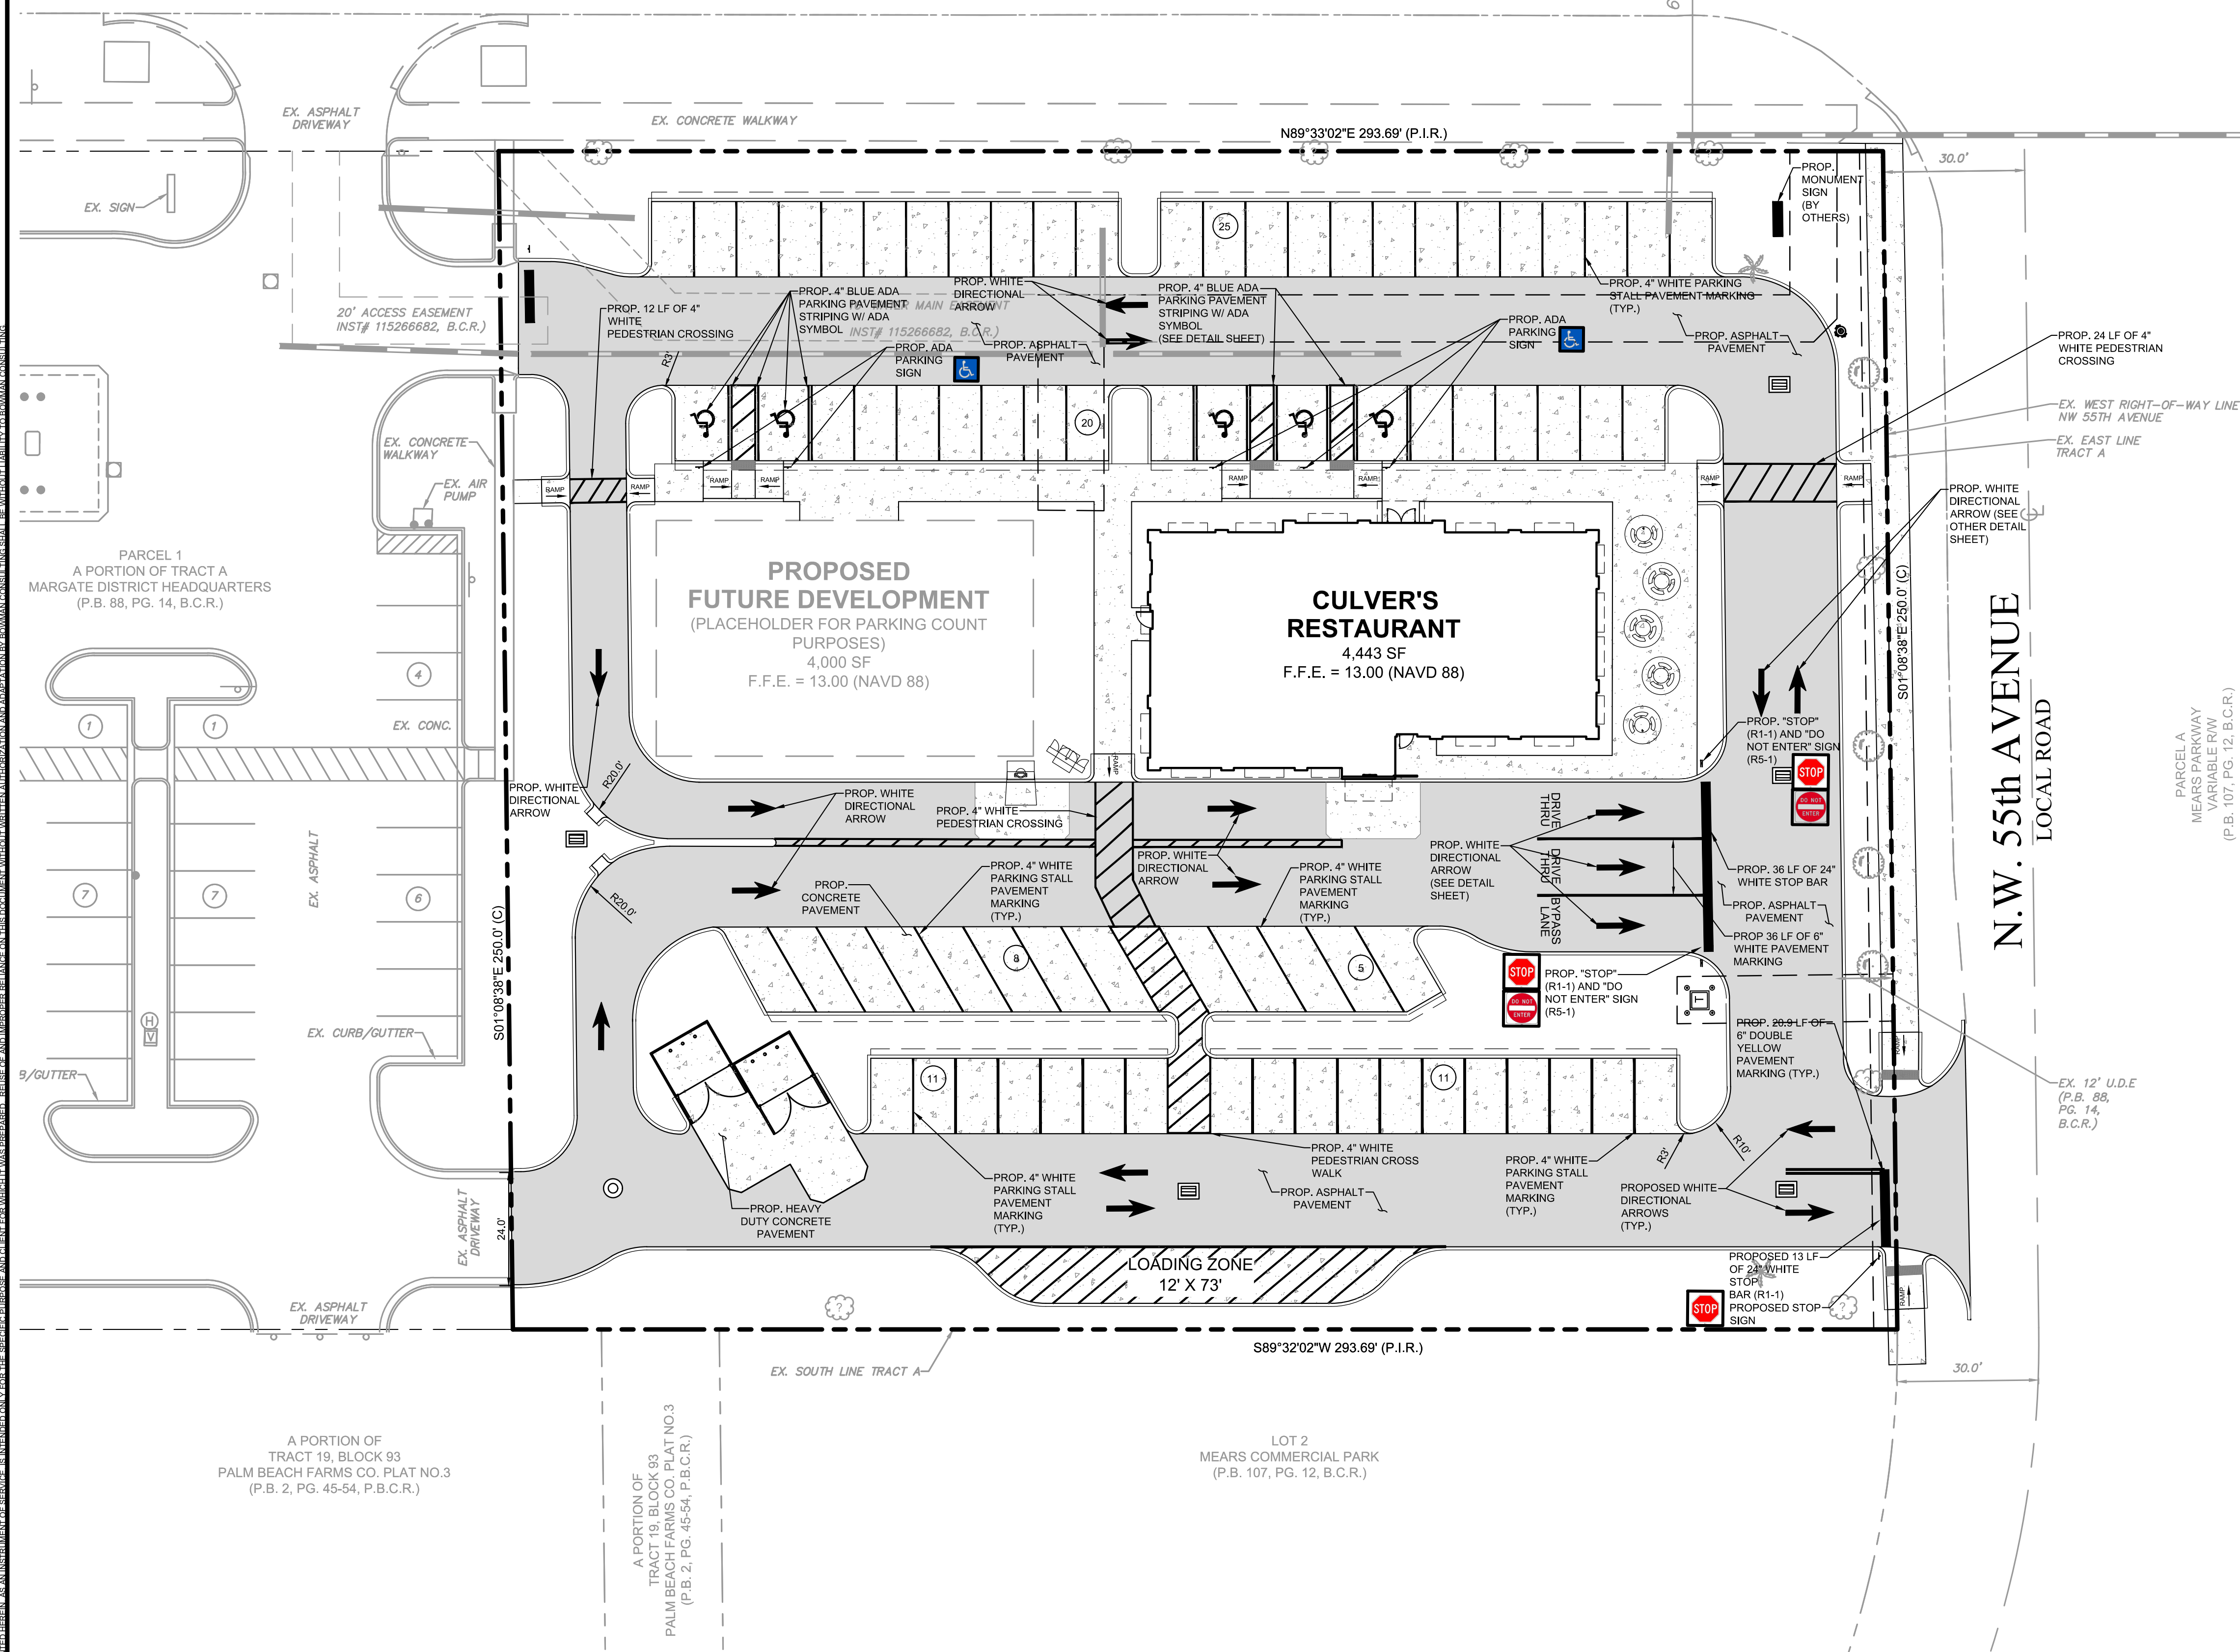 EX. ASPHALT
DRIVEWAY
EX. CONCRETE WALKWAY
N89°33'02"E 293.69' (P.I.R.)
30.0'
EX. SIGN
PROP.
MONUMENT
SIGN
(BY
OTHERS)
25
20' ACCESS EASEMENT
INST# 115266682, B.C.R.)
PROP. 12 LF OF 4"
WHITE
PEDESTRIAN CROSSING
PROP. 4" BLUE ADA
PARKING PAVEMENT
STRIPING W/ ADA
SYMBOL
INST# 115266682, B.C.R.)
PROP. WHITE
DIRECTIONAL
ARROW
PROP. 4" BLUE ADA
PARKING PAVEMENT
STRIPING W/ ADA
SYMBOL
(SEE DETAIL SHEET)
PROP. 4" WHITE PARKING
STALL PAVEMENT MARKING
(TYP.)
PROP. ADA
PARKING
SIGN
PROP. ASPHALT
PAVEMENT
PROP. ADA
PARKING
SIGN
PROP. ASPHALT
PAVEMENT
R3'
20
PROP. 24 LF OF 4"
WHITE PEDESTRIAN
CROSSING
EX. WEST RIGHT-OF-WAY LINE
NW 55TH AVENUE
EX. EAST LINE
TRACT A
EX. CONCRETE
WALKWAY
EX. AIR
PUMP
RAMP
RAMP
RAMP
RAMP
RAMP
RAMP
RAMP
RAMP
PROP. WHITE
DIRECTIONAL
ARROW (SEE
OTHER DETAIL
SHEET)
PARCEL 1
A PORTION OF TRACT A
MARGATE DISTRICT HEADQUARTERS
(P.B. 88, PG. 14, B.C.R.)
PROPOSED
FUTURE DEVELOPMENT
(PLACEHOLDER FOR PARKING COUNT
PURPOSES)
4,000 SF
F.F.E. = 13.00 (NAVD 88)
CULVER'S
RESTAURANT
4,443 SF
F.F.E. = 13.00 (NAVD 88)
S01°08'38"E 250.0' (C)
N.W. 55th AVENUE
LOCAL ROAD
PARCEL A
MEARS PARKWAY
VARIABLE R/W
(P.B. 107, PG. 12, B.C.R.)
4
1
1
EX. CONC.
PROP. "STOP"
(R1-1) AND "DO
NOT ENTER" SIGN
(R5-1)
STOP
DO NOT
ENTER
RAMP
R20.0'
PROP. WHITE
DIRECTIONAL
ARROW
PROP. WHITE
DIRECTIONAL
ARROW
PROP. 4" WHITE
PEDESTRIAN CROSSING
DRIVE
THRU
DRIVE
THRU
BYPASS
LANE
PROP. WHITE
DIRECTIONAL
ARROW
(SEE DETAIL
SHEET)
PROP. WHITE
DIRECTIONAL
ARROW
PROP. 36 LF OF 24"
WHITE STOP BAR
PROP. ASPHALT
PAVEMENT
PROP 36 LF OF 6"
WHITE PAVEMENT
MARKING
EX. ASPHALT
7
7
6
R20.0'
PROP.
CONCRETE
PAVEMENT
PROP. 4" WHITE
PARKING STALL
PAVEMENT
MARKING
(TYP.)
PROP. 4" WHITE
PARKING STALL
PAVEMENT
MARKING
(TYP.)
S01°08'38"E 250.0' (C)
8
5
STOP
DO NOT
ENTER
PROP. "STOP"
(R1-1) AND "DO
NOT ENTER" SIGN
(R5-1)
T
H
V
EX. CURB/GUTTER
B/GUTTER
PROP. 20.9 LF OF
6" DOUBLE
YELLOW
PAVEMENT
MARKING (TYP.)
RAMP
EX. 12' U.D.E
(P.B. 88,
PG. 14,
B.C.R.)
11
11
R3'
R10'
PROP. 4" WHITE
PEDESTRIAN CROSS
WALK
PROP. ASPHALT
PAVEMENT
PROP. 4" WHITE
PARKING STALL
PAVEMENT
MARKING
(TYP.)
PROP. 4" WHITE
PARKING STALL
PAVEMENT
MARKING
(TYP.)
PROPOSED WHITE
DIRECTIONAL
ARROWS
(TYP.)
PROP. HEAVY
DUTY CONCRETE
PAVEMENT
EX. ASPHALT
DRIVEWAY
24.0'
LOADING ZONE
12' X 73'
PROPOSED 13 LF
OF 24" WHITE
STOP
BAR (R1-1)
PROPOSED STOP
SIGN
STOP
RAMP
EX. ASPHALT
DRIVEWAY
?
?
S89°32'02"W 293.69' (P.I.R.)
EX. SOUTH LINE TRACT A
30.0'
A PORTION OF
TRACT 19, BLOCK 93
PALM BEACH FARMS CO. PLAT NO.3
(P.B. 2, PG. 45-54, P.B.C.R.)
A PORTION OF
TRACT 19, BLOCK 93
PALM BEACH FARMS CO. PLAT NO.3
(P.B. 2, PG. 45-54, P.B.C.R.)
LOT 2
MEARS COMMERCIAL PARK
(P.B. 107, PG. 12, B.C.R.)